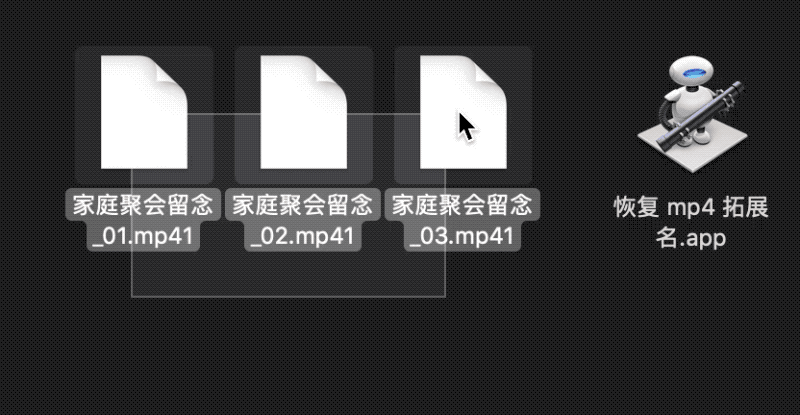 家庭聚会留念
_01.mp41
家庭聚会留念
_02.mp41
家庭聚会留念
_03.mp41
恢复 mp4 拓展
名.app